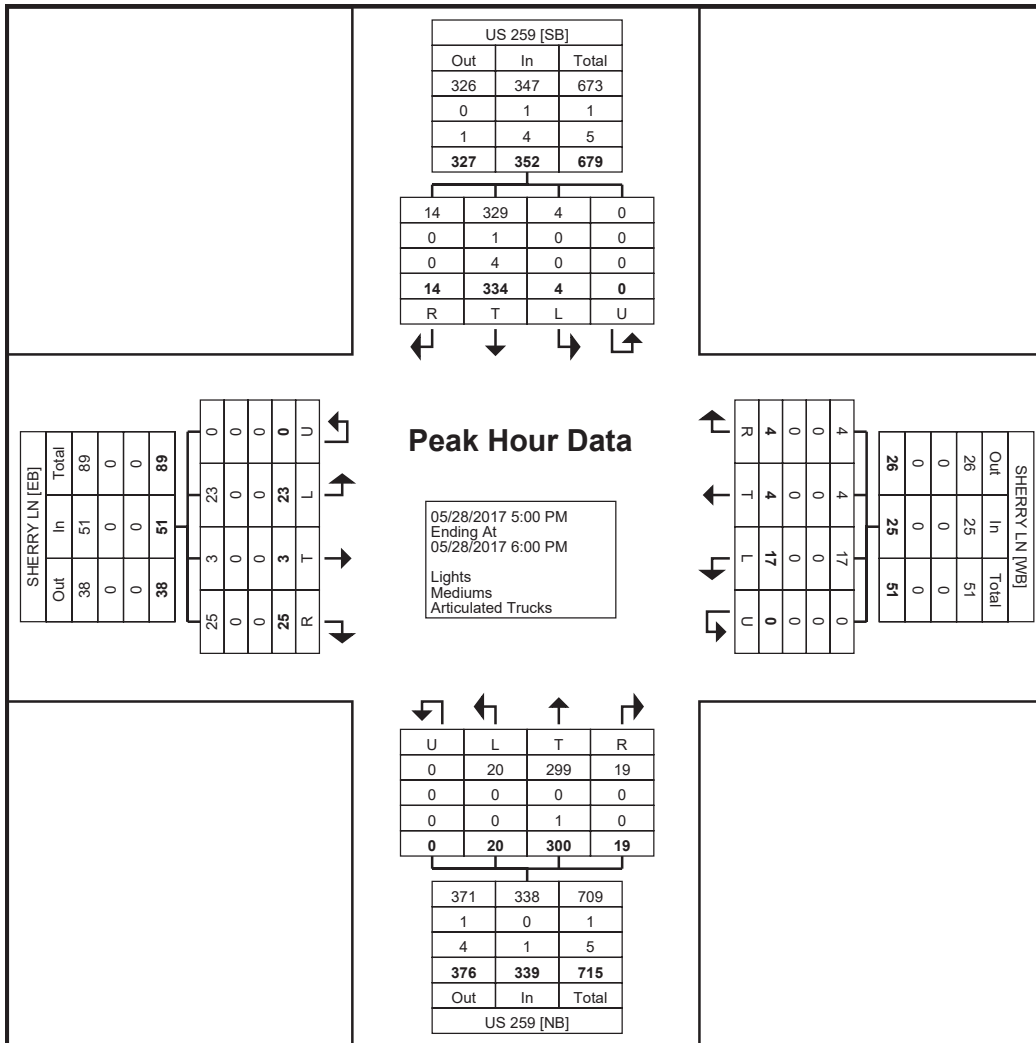 US 259 [SB]
Out In Total
326 347 673
0 1 1
1 4 5
327 352 679
14 329 4 0
0 1 0 0
0 4 0 0
14 334 4 0
R T L U
SHERRY LN [EB]
Total In Out
89 51 38
0 0 0
0 0 0
89 51 38
0 23 3 25
0 0 0 0
0 0 0 0
0 23 3 25
U L T R
Peak Hour Data
05/28/2017 5:00 PM
Ending At
05/28/2017 6:00 PM
Lights
Mediums
Articulated Trucks
R T L U
4 4 17 0
0 0 0 0
0 0 0 0
4 4 17 0
26 25 51
0 0 0
0 0 0
26 25 51
Out In Total
SHERRY LN [WB]
U L T R
0 20 299 19
0 0 0 0
0 0 1 0
0 20 300 19
371 338 709
1 0 1
4 1 5
376 339 715
Out In Total
US 259 [NB]